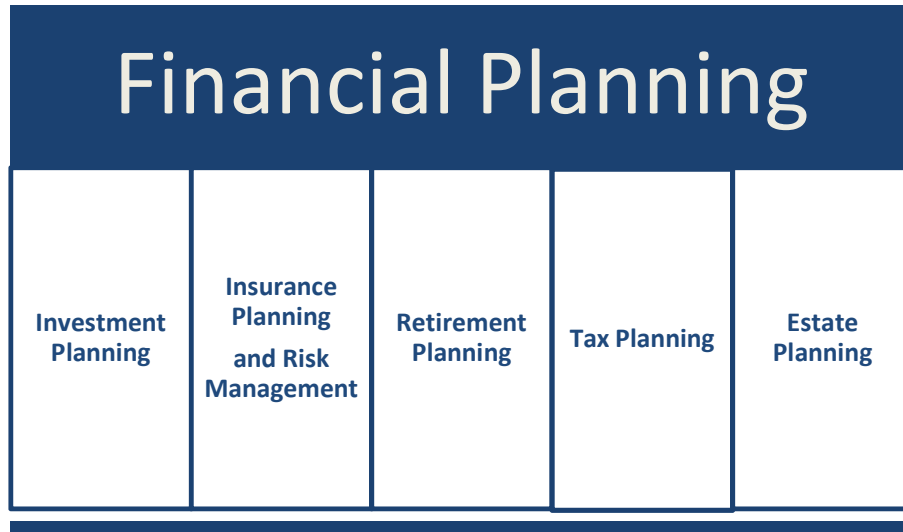 Financial Planning
Investment
Planning
Insurance
Planning
and Risk
Management
Retirement
Planning
Tax Planning
Estate
Planning